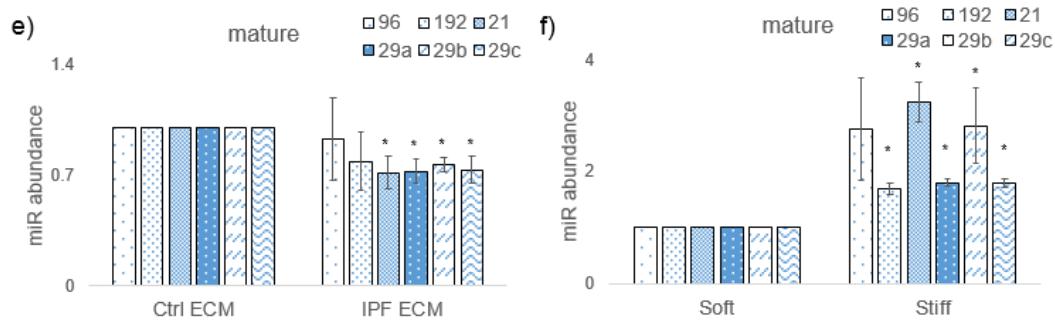 e)
mature
96 192 21
29a 29b 29c
miR abundance
1.4
0.7
0
* * * *
Ctrl ECM IPF ECM
f)
mature
96 192 21
29a 29b 29c
miR abundance
4
2
0
* * * * *
Soft Stiff